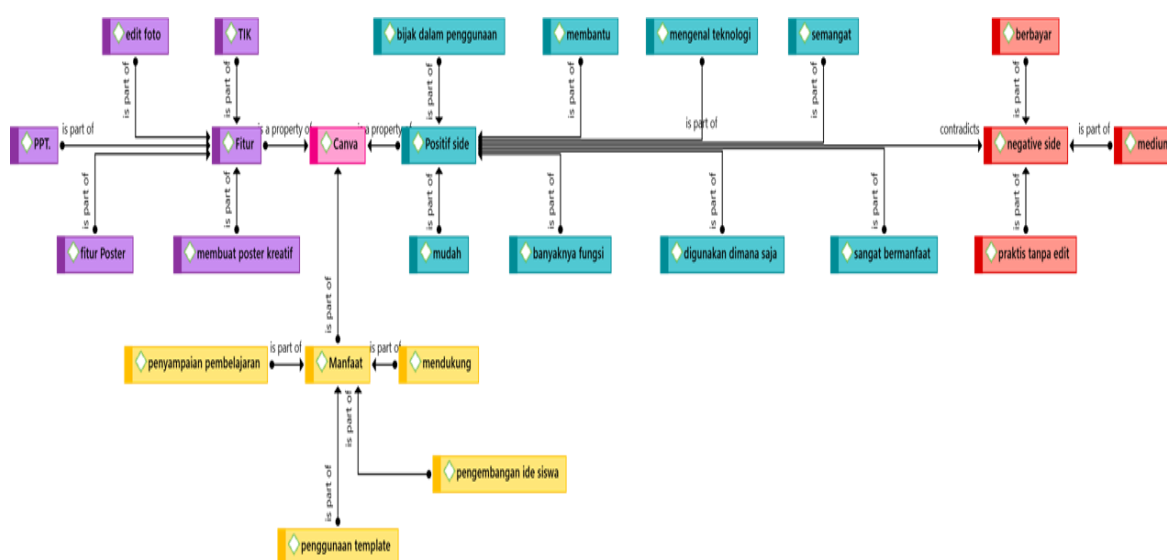 edit foto
TIK
bijak dalam penggunaan
membantu
mengenal teknologi
semangat
berbayar
is part of
is part of
is part of
is part of
is part of
is part of
is part of
is a property of
is a property of
is part of
contradicts
is part of
PPT.
Fitur
Canva
Positif side
negative side
medium
is part of
is part of
is part of
is part of
is part of
is part of
is part of
fitur Poster
membuat poster kreatif
mudah
banyaknya fungsi
digunakan dimana saja
sangat bermanfaat
praktis tanpa edit
is part of
is part of
is part of
penyampaian pembelajaran
Manfaat
mendukung
is part of
is part of
pengembangan ide siswa
penggunaan template